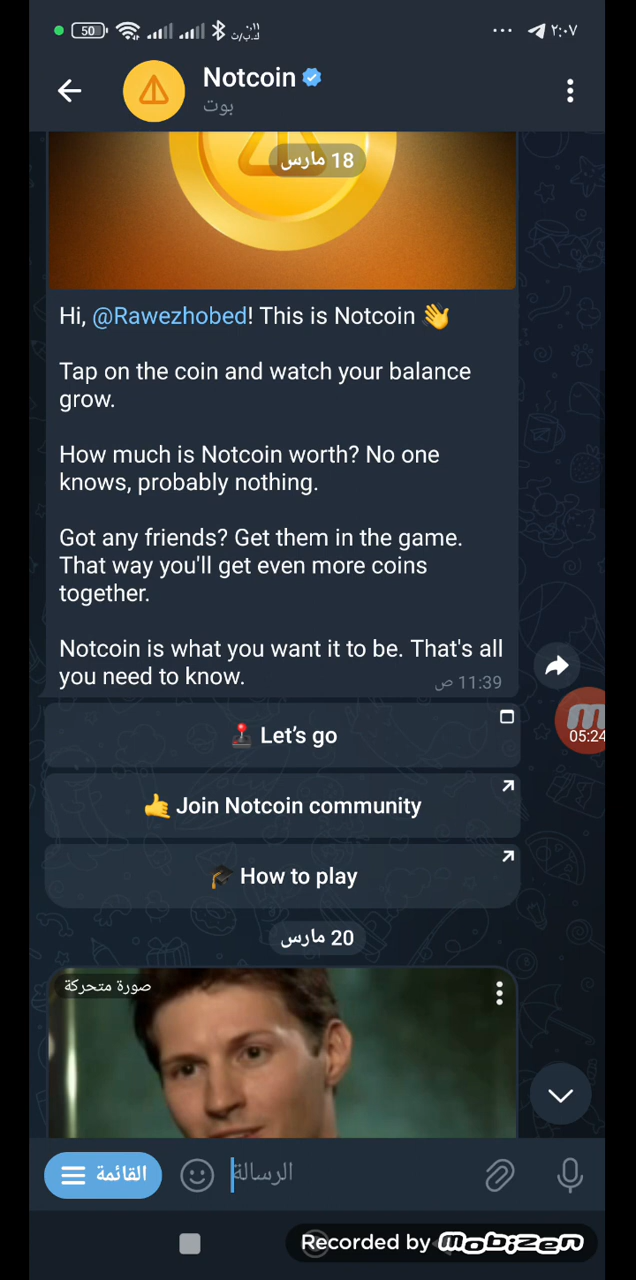 50
ك.ب/ث
٢:٠٧
Notcoin
بوت
18 مارس
Hi, @Rawezhobed! This is Notcoin 👋
Tap on the coin and watch your balance
grow.
How much is Notcoin worth? No one
knows, probably nothing.
Got any friends? Get them in the game.
That way you'll get even more coins
together.
Notcoin is what you want it to be. That's all
you need to know.
11:39 ص
🕹️ Let's go
05:24
🤙 Join Notcoin community
🎓 How to play
20 مارس
صورة متحركة
القائمة
الرسالة
Recorded by Mobizen